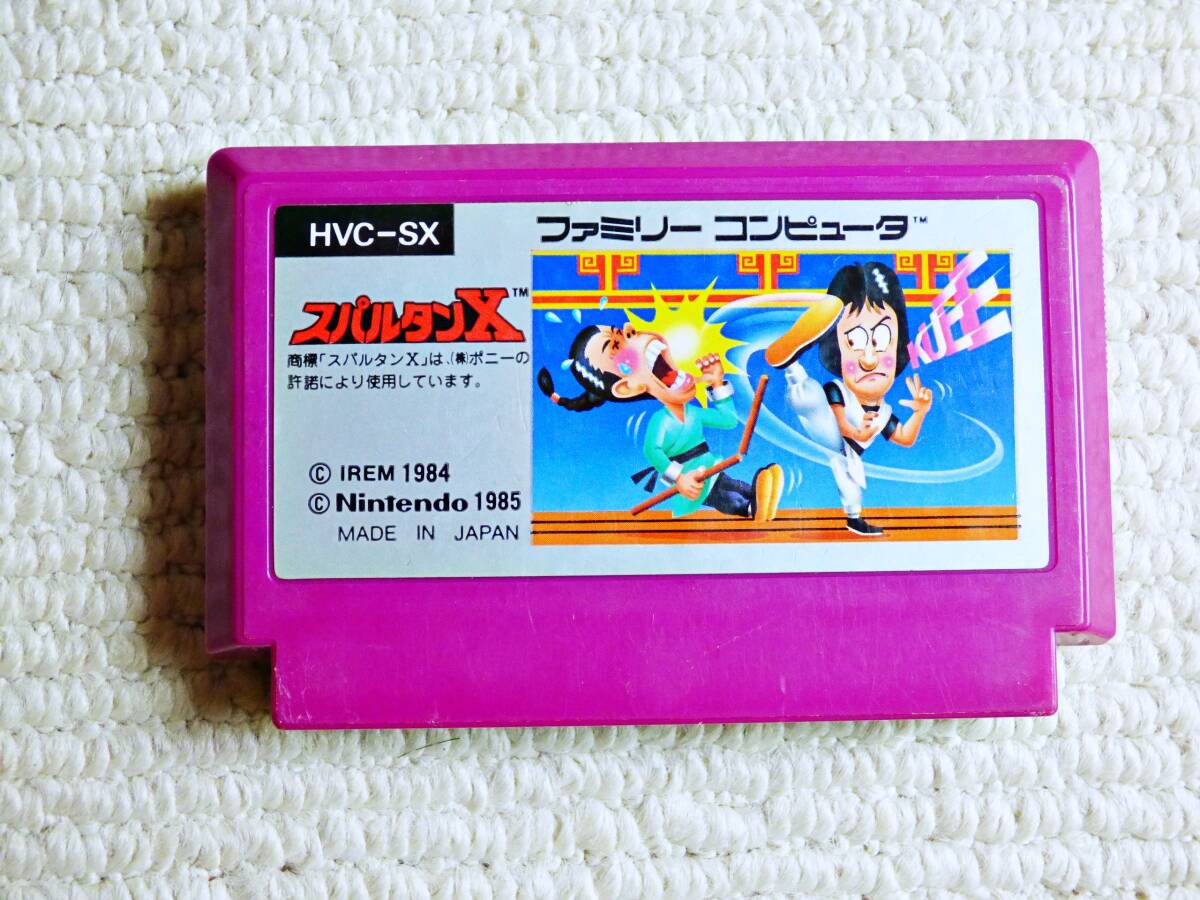 HVC-SX
ファミリー コンピュータ™
スパルタンX™
商標「スパルタンX」は、(株)ポニーの
許諾により使用しています。
© IREM 1984
© Nintendo 1985
MADE IN JAPAN